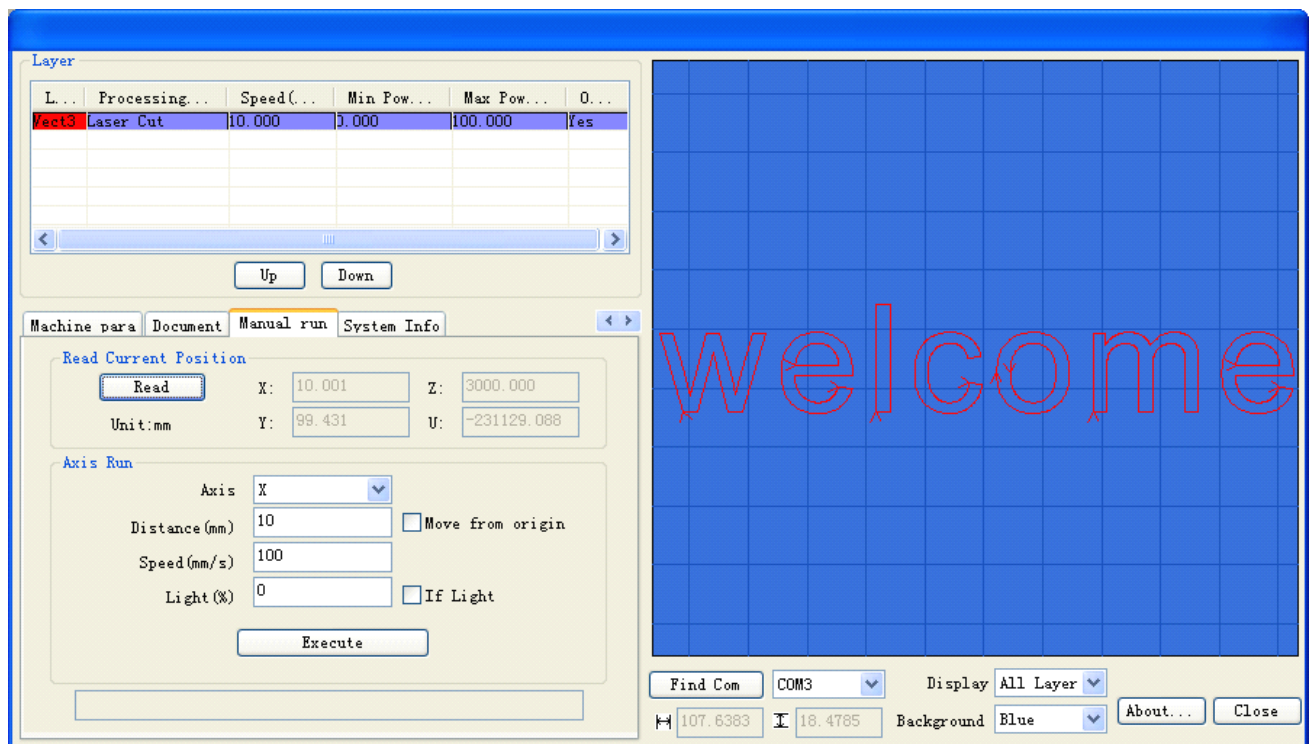 Layer
L... Processing... Speed(... Min Pow... Max Pow... O...
Vect3 Laser Cut 10.000 0.000 100.000 Yes
Up Down
Machine para Document Manual run System Info
Read Current Position
Read X: 10.001 Z: 3000.000
Unit:mm Y: 99.431 U: -231129.088
Axis Run
Axis X
Distance(mm) 10 Move from origin
Speed(mm/s) 100
Light(%) 0 If Light
Execute
welcome
Find Com COM3 Display All Layer
107.6383 18.4785 Background Blue About... Close